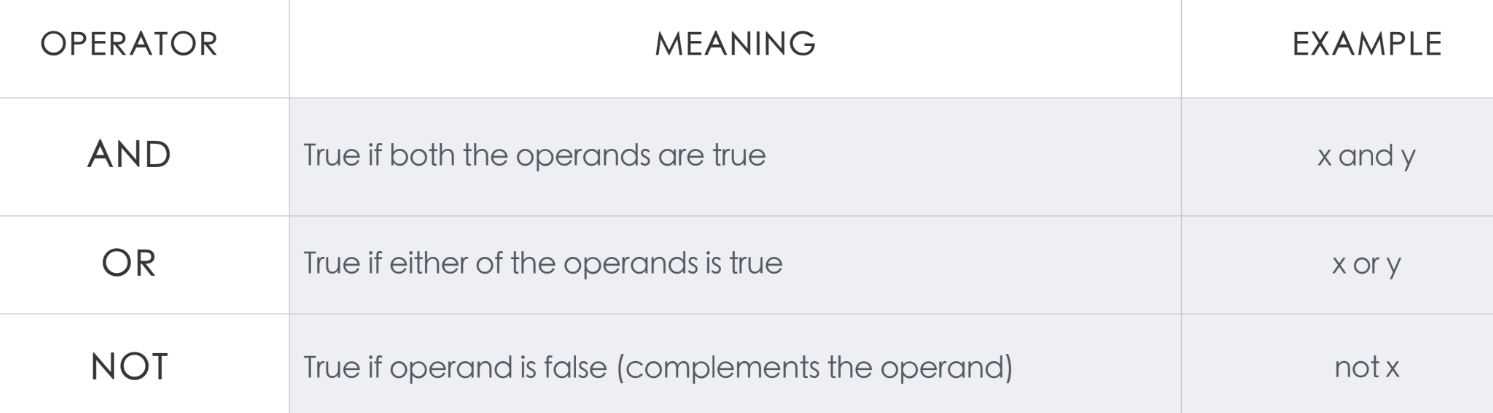 OPERATOR MEANING EXAMPLE
AND True if both the operands are true x and y
OR True if either of the operands is true x or y
NOT True if operand is false (complements the operand) not x